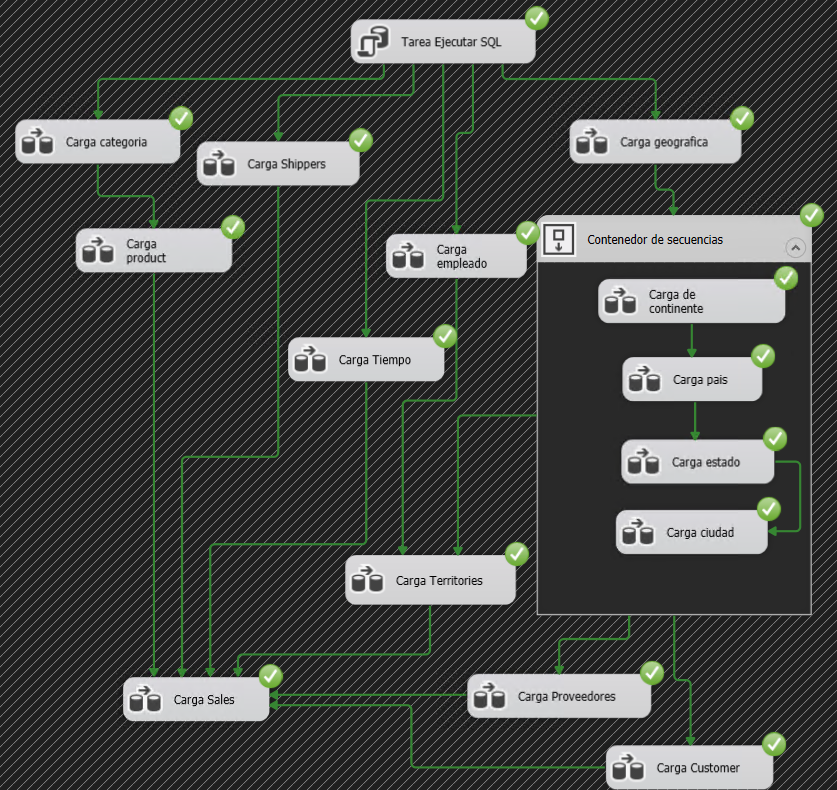 Tarea Ejecutar SQL
Carga categoria
Carga Shippers
Carga geografica
Carga
product
Carga
empleado
Contenedor de secuencias
Carga de
continente
Carga Tiempo
Carga pais
Carga estado
Carga ciudad
Carga Territories
Carga Sales
Carga Proveedores
Carga Customer